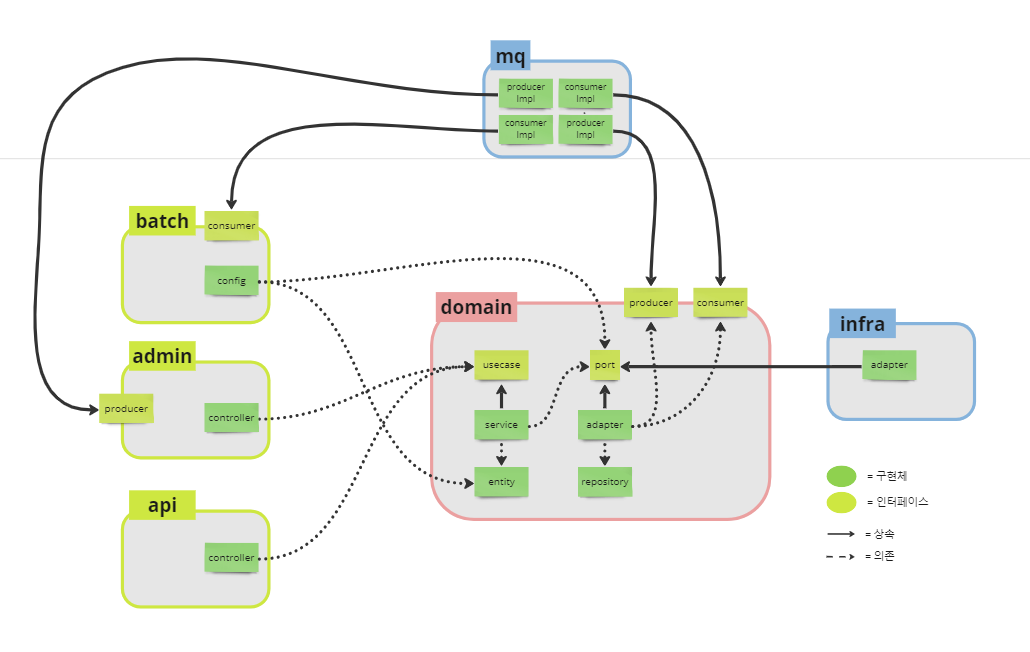 mq
producer
Impl
consumer
Impl
consumer
Impl
producer
Impl
batch
consumer
config
admin
producer
controller
api
controller
domain
producer
consumer
usecase
port
service
adapter
entity
repository
infra
adapter
= 구현체
= 인터페이스
= 상속
= 의존